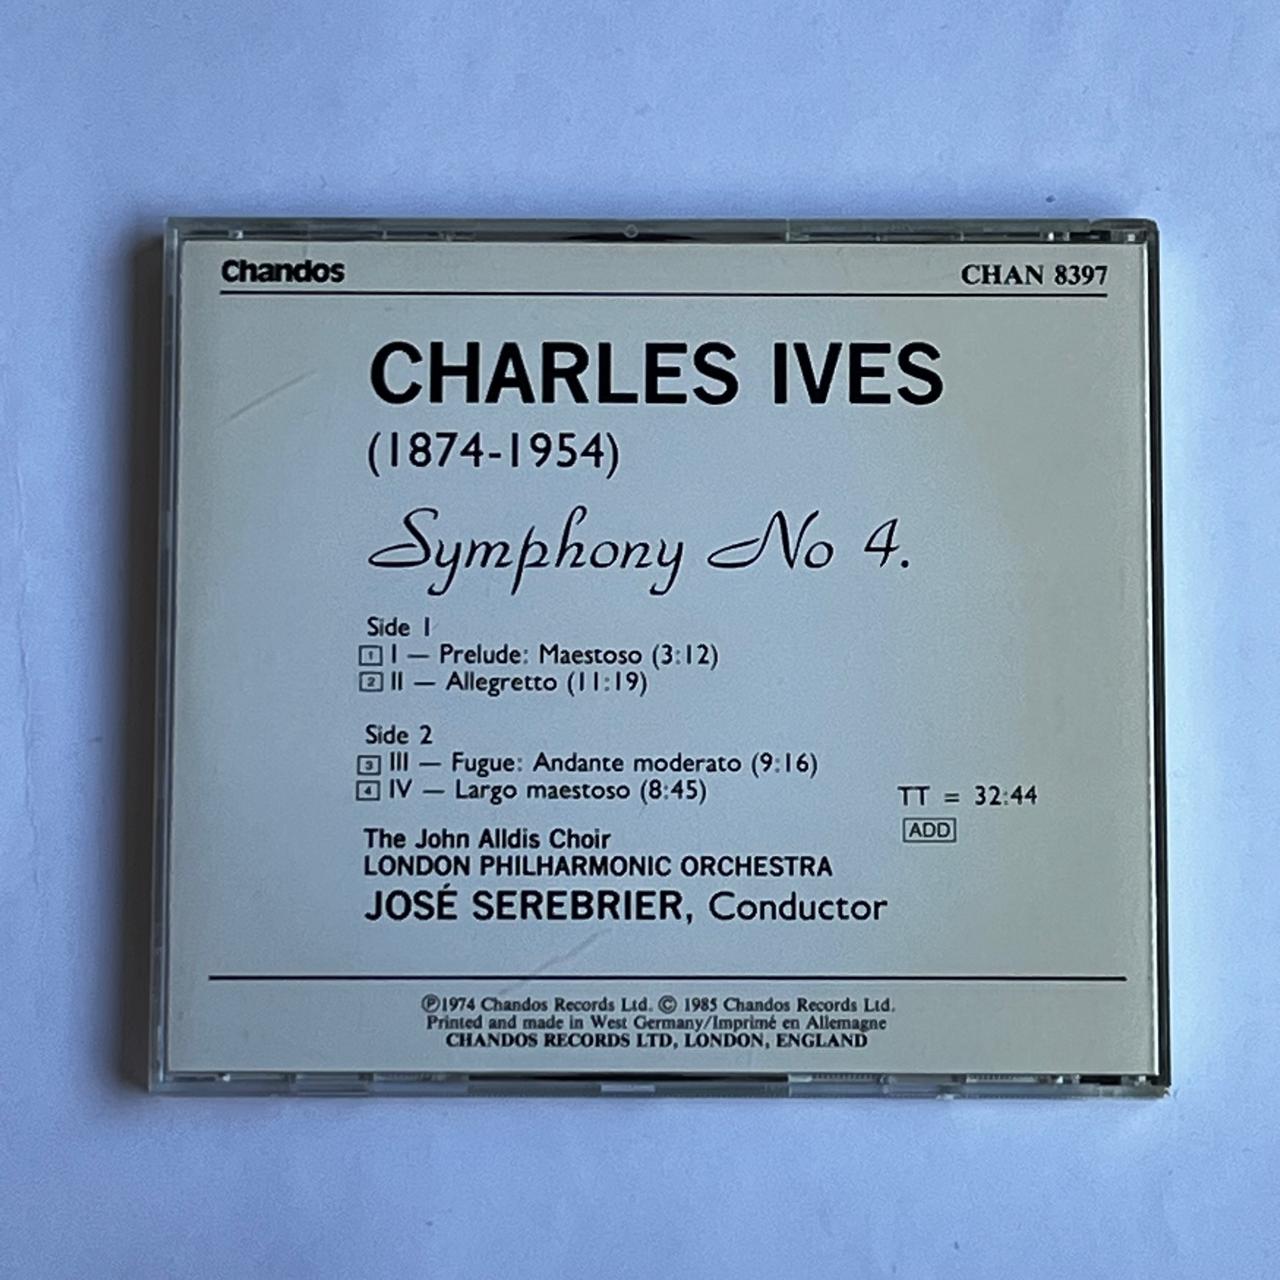 Chandos CHAN 8397
CHARLES IVES
(1874-1954)
Symphony No 4.
Side 1
1 I — Prelude: Maestoso (3:12)
2 II — Allegretto (11:19)
Side 2
3 III — Fugue: Andante moderato (9:16)
4 IV — Largo maestoso (8:45)
TT = 32:44
ADD
The John Alldis Choir
LONDON PHILHARMONIC ORCHESTRA
JOSÉ SEREBRIER, Conductor
℗1974 Chandos Records Ltd. © 1985 Chandos Records Ltd.
Printed and made in West Germany/Imprimé en Allemagne
CHANDOS RECORDS LTD, LONDON, ENGLAND